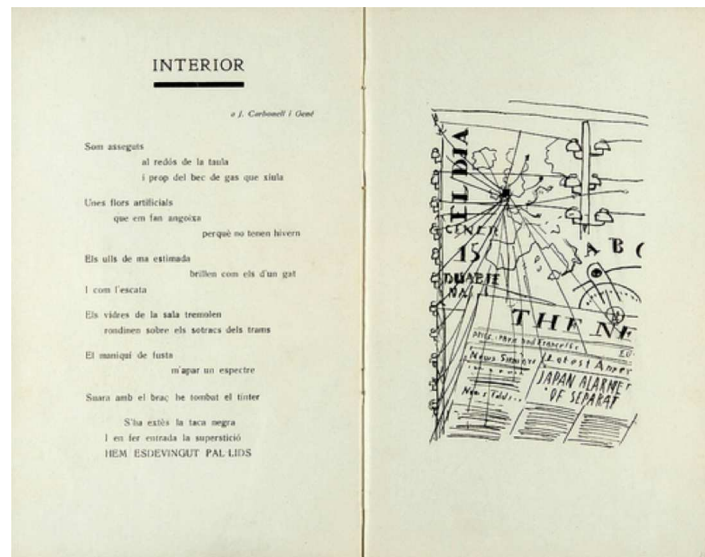 INTERIOR
a J. Carbonell i Gené
Som asseguts
al redós de la taula
i prop del bec de gas que xiula
Unes flors artificials
que em fan angoixa
perquè no tenen hivern
Els ulls de ma estimada
brillen com els d'un gat
I com l'escata
Els vidres de la sala tremolen
rondinen sobre els sotracs dels trams
El maniquí de fusta
m'apar un espectre
Suara amb el braç he tombat el tinter
S'ha extès la taca negra
I en fer entrada la superstició
HEM ESDEVINGUT PAL·LIDS
EL DIA
15
A B C
THE NE
News Summary
Latest
JAPAN ALARME
OF SEPARAT